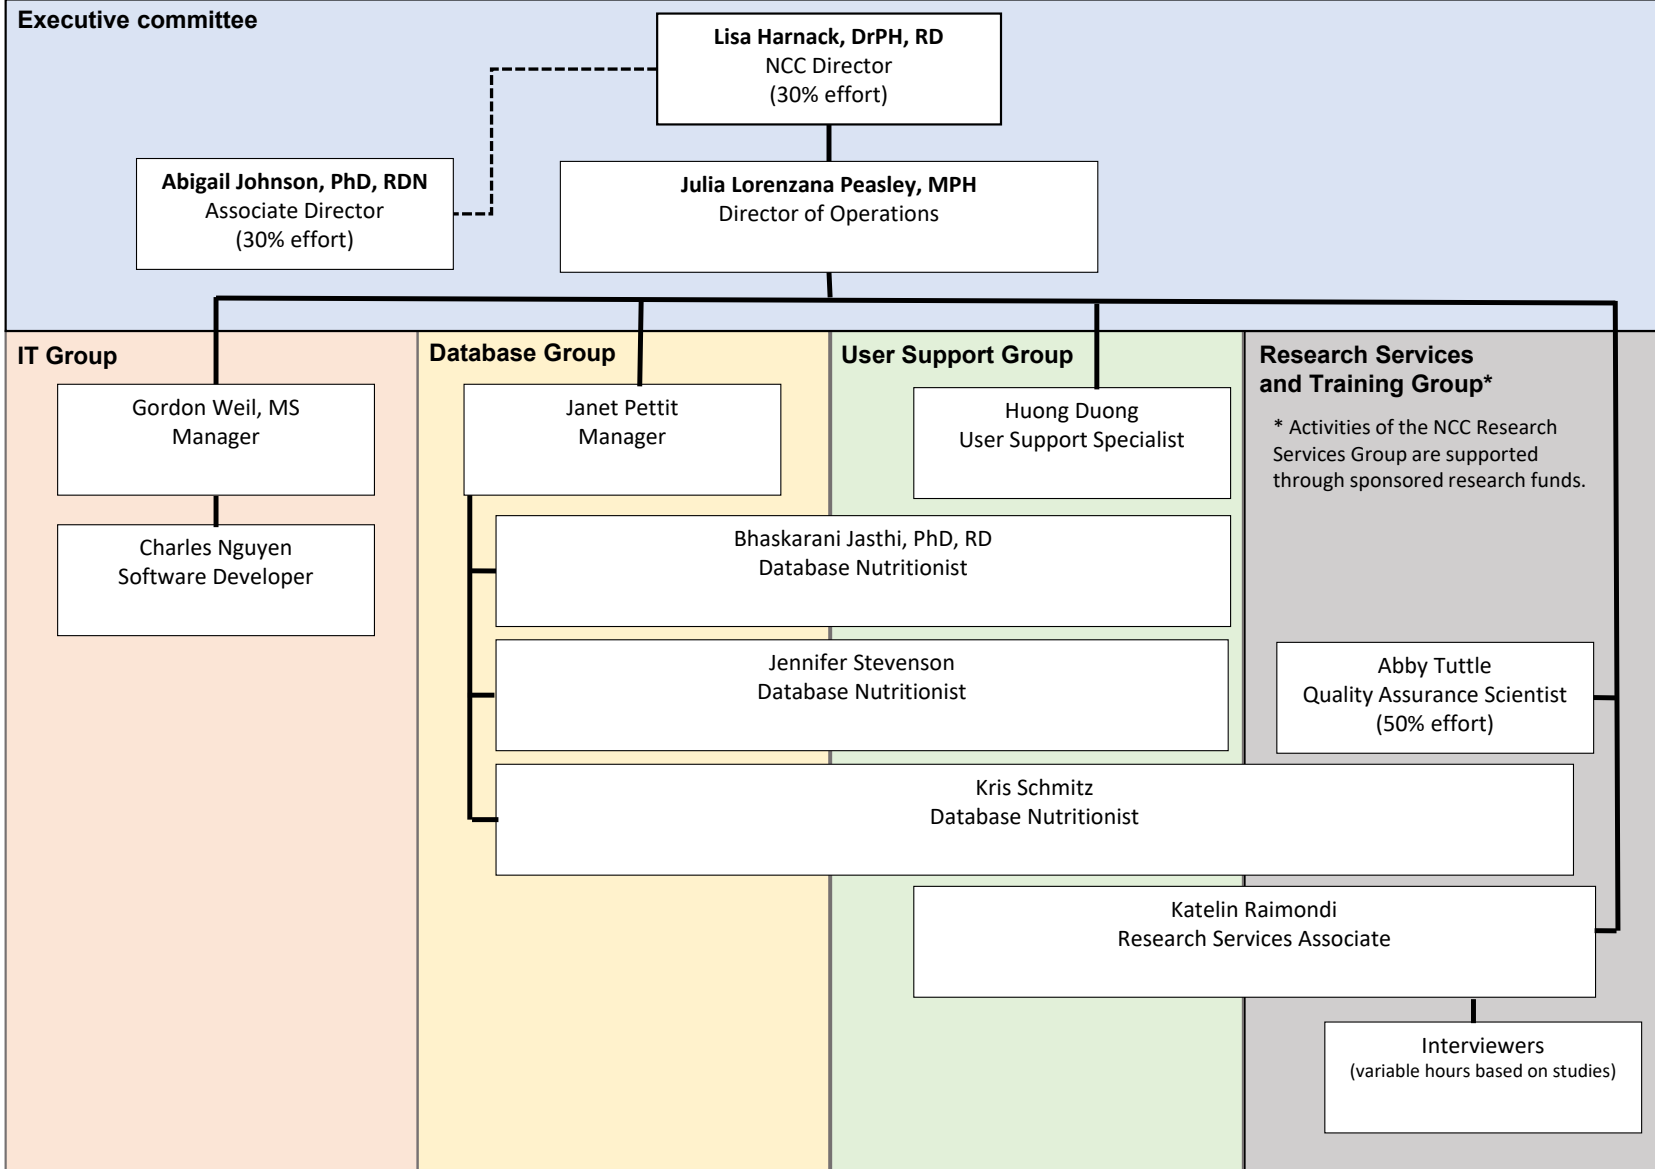 Executive committee
Lisa Harnack, DrPH, RD
NCC Director
(30% effort)
Abigail Johnson, PhD, RDN
Associate Director
(30% effort)
Julia Lorenzana Peasley, MPH
Director of Operations
IT Group
Gordon Weil, MS
Manager
Charles Nguyen
Software Developer
Database Group
Janet Pettit
Manager
User Support Group
Huong Duong
User Support Specialist
Research Services
and Training Group*
* Activities of the NCC Research
Services Group are supported
through sponsored research funds.
Bhaskarani Jasthi, PhD, RD
Database Nutritionist
Jennifer Stevenson
Database Nutritionist
Abby Tuttle
Quality Assurance Scientist
(50% effort)
Kris Schmitz
Database Nutritionist
Katelin Raimondi
Research Services Associate
Interviewers
(variable hours based on studies)